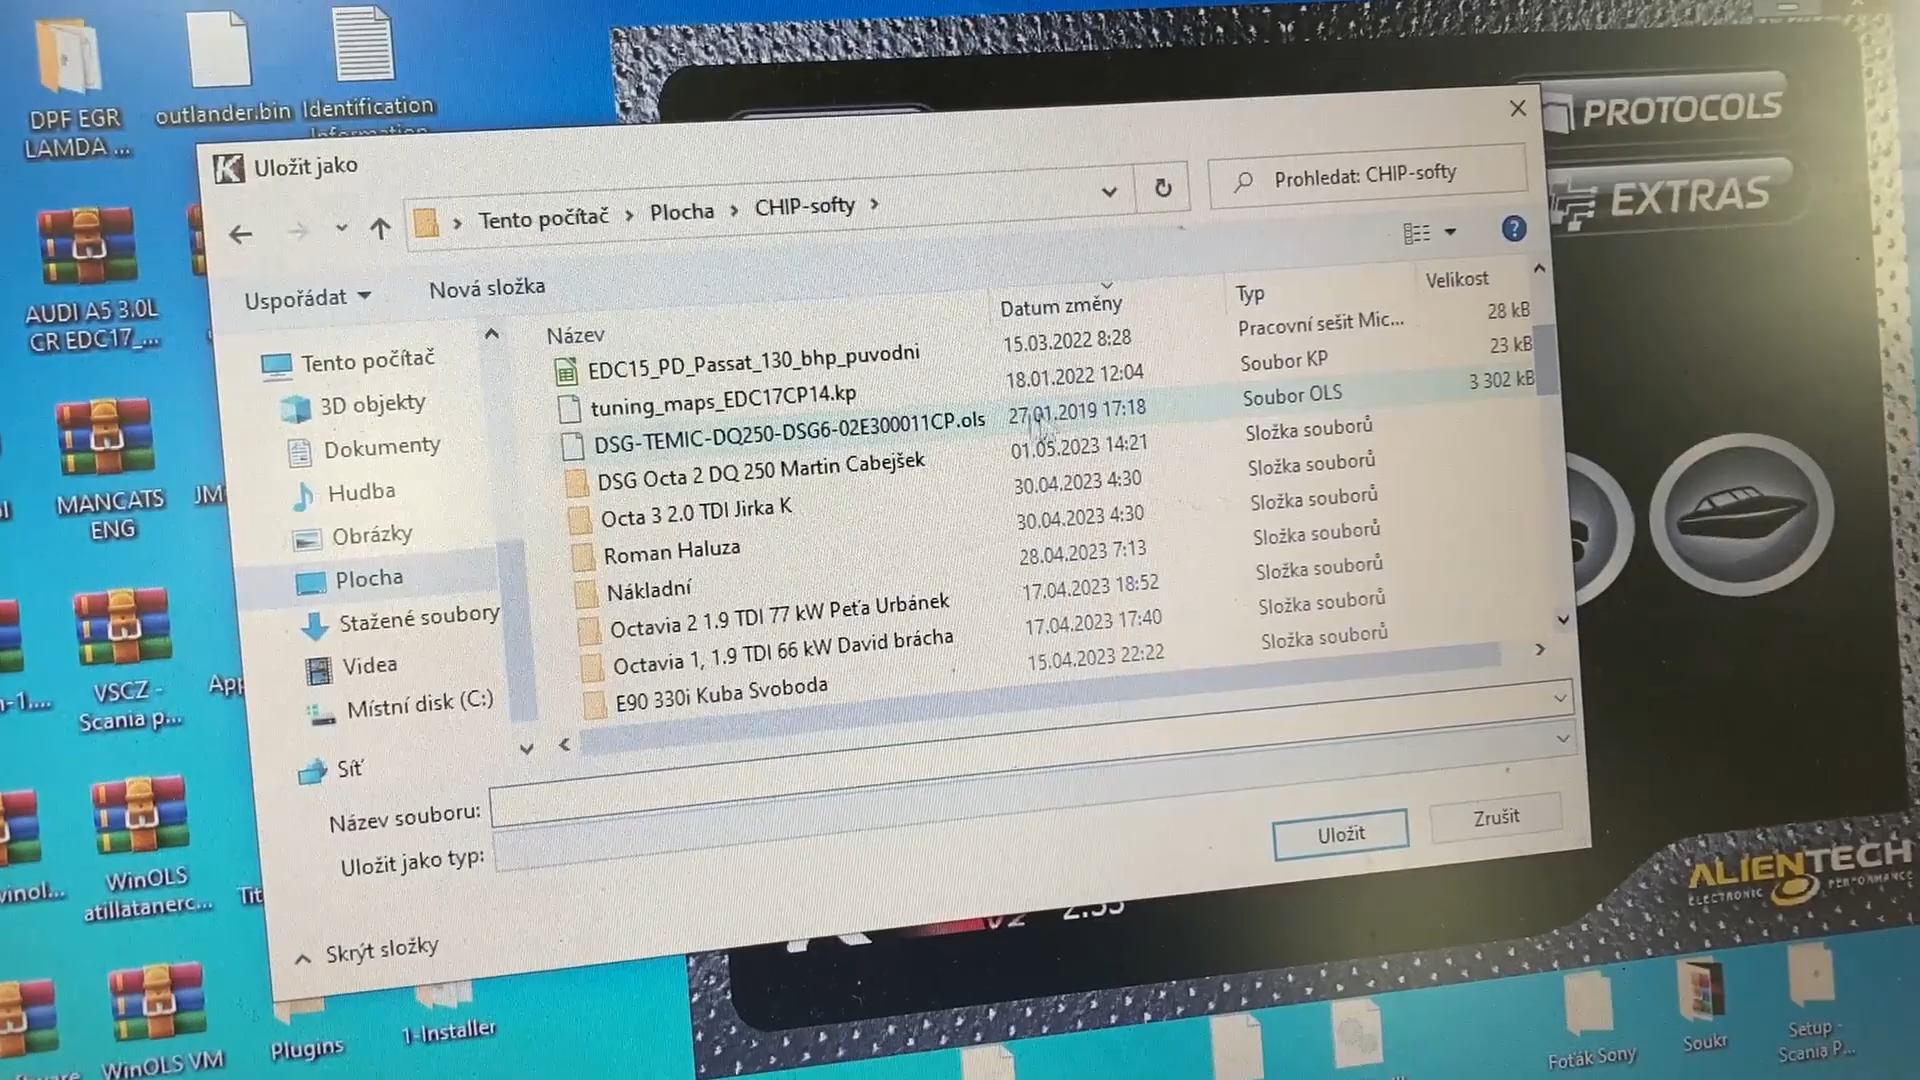 DPF EGR
LAMDA ...
outlander.bin
Identification
Information
AUDI A5 3.0L
CR EDC17_...
MANCATS
ENG
VSCZ -
Scania p...
WinOLS
atillatanerc...
WinOLS VM
Plugins
1-Installer
PROTOCOLS
EXTRAS
Uložit jako
Tento počítač > Plocha > CHIP-softy >
Prohledat: CHIP-softy
Uspořádat
Nová složka
Název
Datum změny
Typ
Velikost
EDC15_PD_Passat_130_bhp_puvodni
15.03.2022 8:28
Pracovní sešit Mic...
28 kB
tuning_maps_EDC17CP14.kp
18.01.2022 12:04
Soubor KP
23 kB
DSG-TEMIC-DQ250-DSG6-02E300011CP.ols
27.01.2019 17:18
Soubor OLS
3 302 kB
DSG Octa 2 DQ 250 Martin Cabejšek
01.05.2023 14:21
Složka souborů
Octa 3 2.0 TDI Jirka K
30.04.2023 4:30
Složka souborů
Roman Haluza
30.04.2023 4:30
Složka souborů
Nákladní
28.04.2023 7:13
Složka souborů
Octavia 2 1.9 TDI 77 kW Peťa Urbánek
17.04.2023 18:52
Složka souborů
Octavia 1, 1.9 TDI 66 kW David brácha
17.04.2023 17:40
Složka souborů
E90 330i Kuba Svoboda
15.04.2023 22:22
Složka souborů
Tento počítač
3D objekty
Dokumenty
Hudba
Obrázky
Plocha
Stažené soubory
Videa
Místní disk (C:)
Síť
Název souboru:
Uložit jako typ:
Uložit
Zrušit
Skrýt složky
ALIENTECH
ELECTRONIC PERFORMANCE
Foťák Sony
Soukr
Setup -
Scania P...